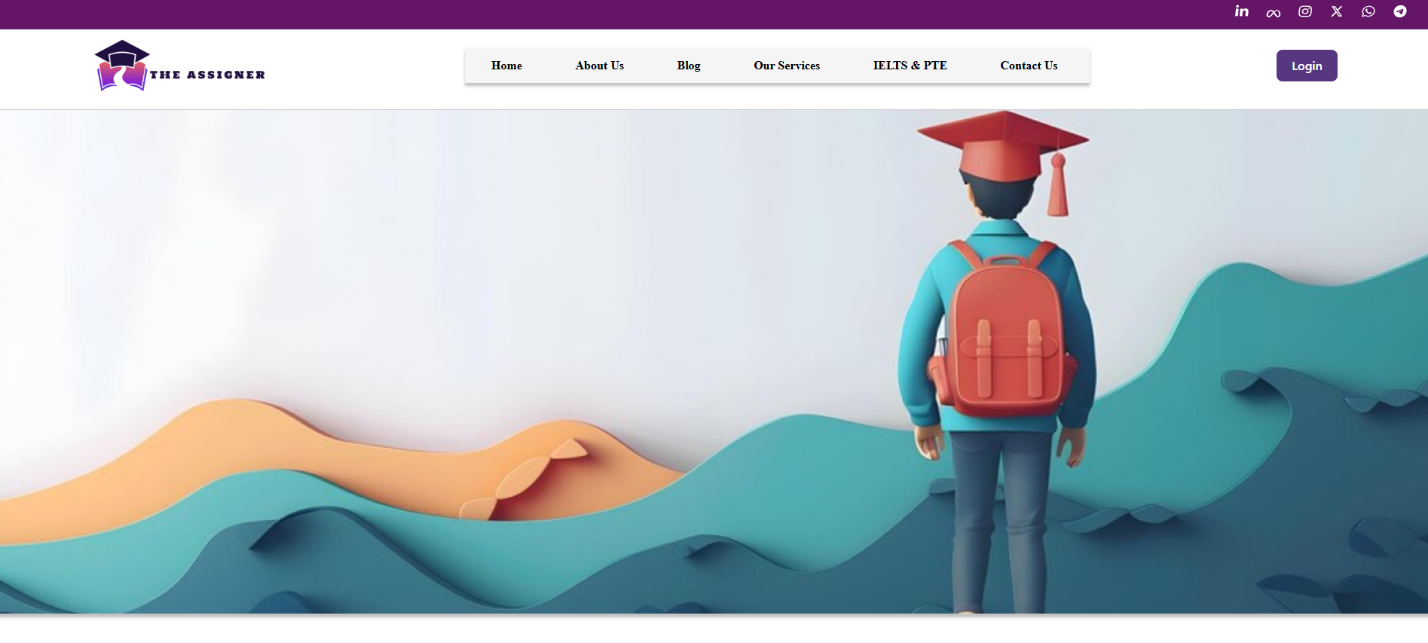 THE ASSIGNER
Home About Us Blog Our Services IELTS & PTE Contact Us
Login